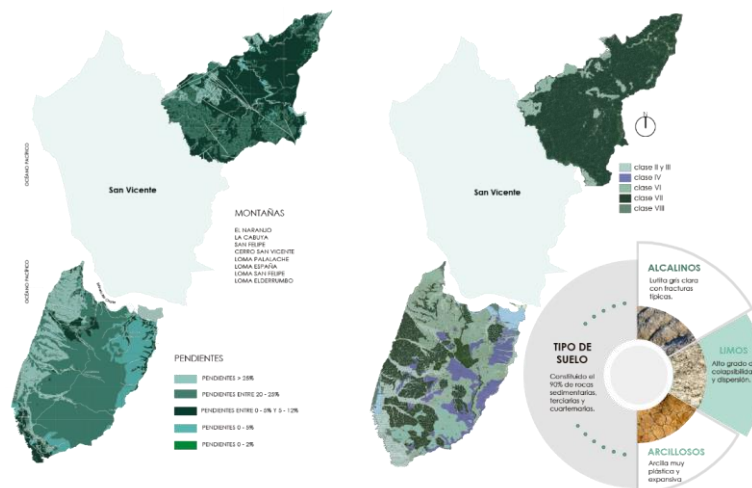 OCÉANO PACÍFICO
San Vicente
MONTAÑAS
EL NARANJO
LA CABUYA
SAN FELIPE
CERRO SAN VICENTE
LOMA PALALACHE
LOMA ESPAÑA
LOMA SAN FELIPE
LOMA ELDERRUMBO
OCÉANO PACÍFICO
PENDIENTES
PENDIENTES > 25%
PENDIENTES ENTRE 20 - 25%
PENDIENTES ENTRE 0 - 5% Y 5 - 12%
PENDIENTES 0 - 5%
PENDIENTES 0 - 2%
N
clase II y III
clase IV
clase VI
clase VII
clase VIII
San Vicente
TIPO DE
SUELO
Constituido el
90% de rocas
sedimentarias,
terciarias y
cuarternarias.
ALCALINOS
Lutita gris clara
con fracturas
típicas.
LIMOS
Alto grado de
y dispersión.
ARCILLOSOS
Arcilla muy
plástica y
expansiva